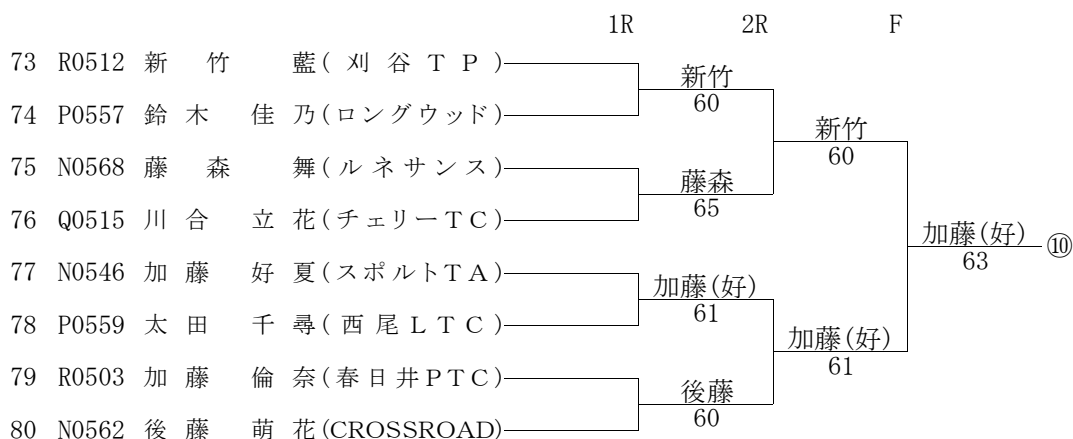 1R 2R F
73 R0512 新竹 藍(刈谷TP)
新竹
60
74 P0557 鈴木 佳乃(ロングウッド)
新竹
60
75 N0568 藤森 舞(ルネサンス)
藤森
65
76 Q0515 川合 立花(チェリーTC)
加藤(好) ⑩
63
77 N0546 加藤 好夏(スポルトTA)
加藤(好)
61
78 P0559 太田 千尋(西尾LTC)
加藤(好)
61
79 R0503 加藤 倫奈(春日井PTC)
後藤
60
80 N0562 後藤 萌花(CROSSROAD)